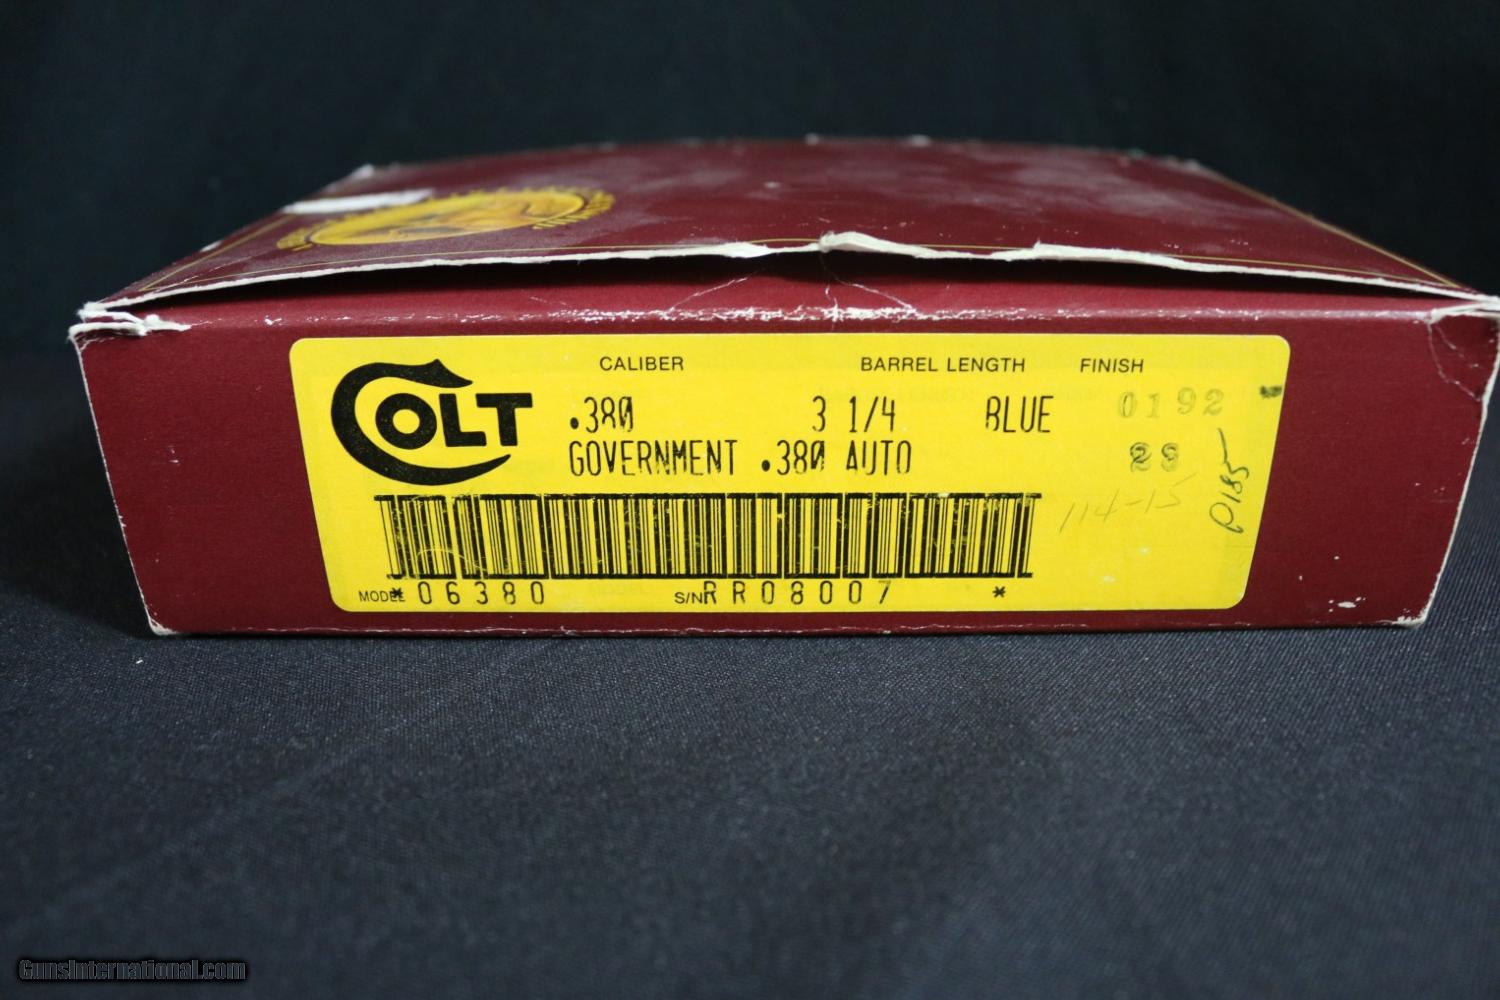 CALIBER BARREL LENGTH FINISH
COLT .380 3 1/4 BLUE 0192
GOVERNMENT .380 AUTO 29
114-15 P185
MODEL *06380 S/N RR08007 *
GunsInternational.com